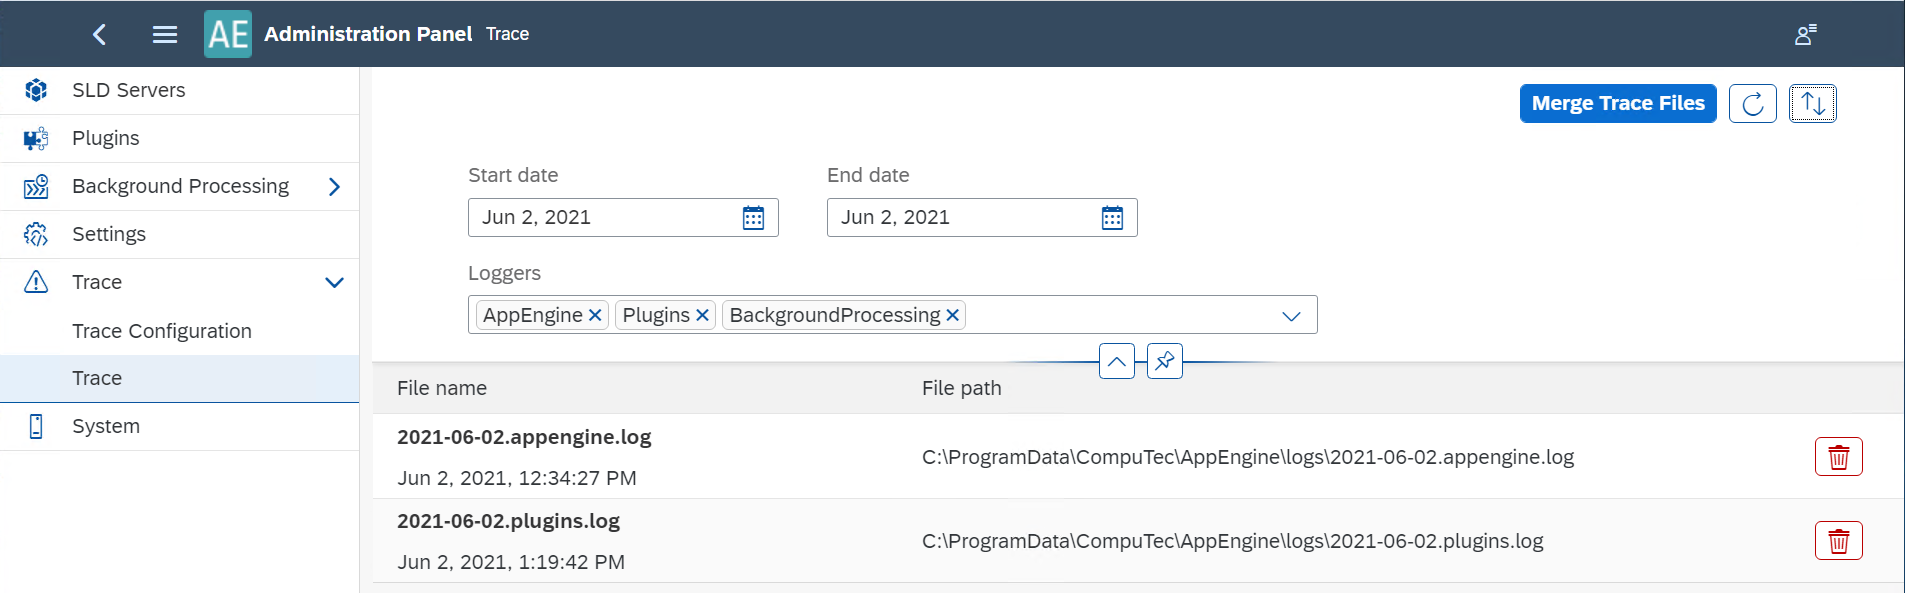 AE Administration Panel Trace
SLD Servers
Plugins
Background Processing
Settings
Trace
Trace Configuration
Trace
System
Merge Trace Files
Start date End date
Jun 2, 2021 Jun 2, 2021
Loggers
AppEngine Plugins BackgroundProcessing
File name File path
2021-06-02.appengine.log
C:\ProgramData\CompuTec\AppEngine\logs\2021-06-02.appengine.log
Jun 2, 2021, 12:34:27 PM
2021-06-02.plugins.log
C:\ProgramData\CompuTec\AppEngine\logs\2021-06-02.plugins.log
Jun 2, 2021, 1:19:42 PM